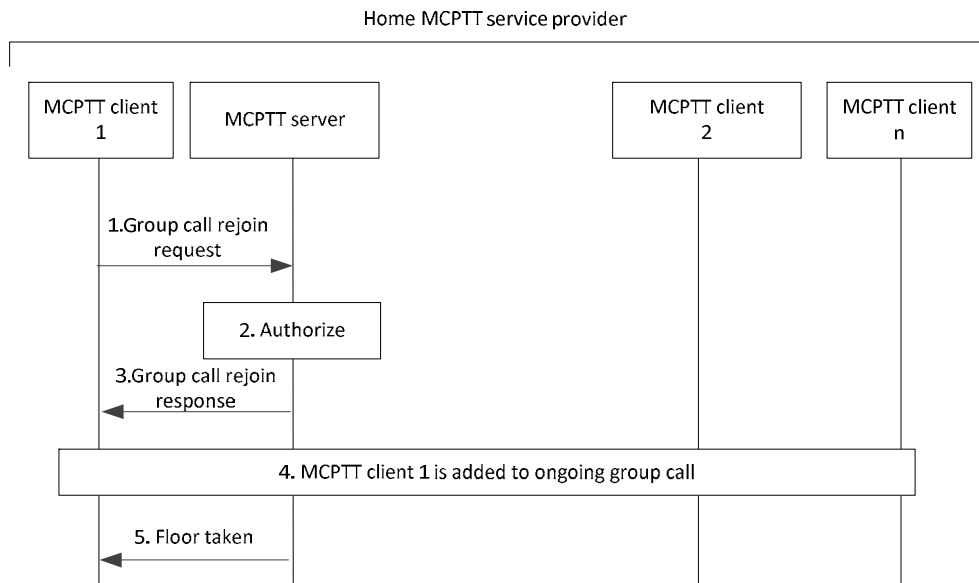 Home MCPTT service provider
MCPTT client
1
MCPTT server
MCPTT client
2
MCPTT client
n
1.Group call rejoin
request
2. Authorize
3.Group call rejoin
response
4. MCPTT client 1 is added to ongoing group call
5. Floor taken